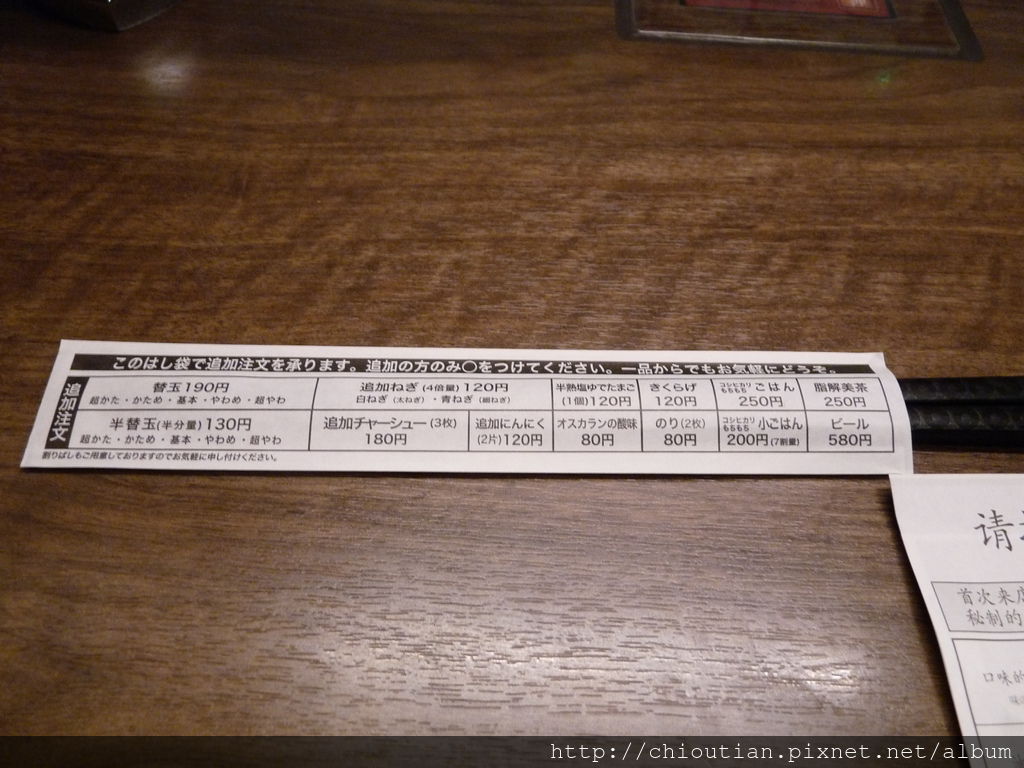 このはし袋で追加注文を承ります。追加の方のみ○をつけてください。一品からでもお気軽にどうぞ。
追加注文
替玉190円
超かため・かため・基本・やわめ・超やわ
追加ねぎ(4倍量)120円
白ねぎ(太ねぎ)・青ねぎ(細ねぎ)
半熟塩ゆでたまご
(1個)120円
きくらげ
120円
コシヒカリ
もちもち
ごはん
250円
脂解美茶
250円
半替玉(半分量)130円
超かた・かため・基本・やわめ・超やわ
追加チャーシュー(3枚)
180円
追加にんにく
(2片)120円
オスカランの酸味
80円
のり(2枚)
80円
コシヒカリ
もちもち
小ごはん
200円(7割量)
ビール
580円
割りばしもご用意しておりますのでお気軽に申し付けください。
请
首次来
秘制的
口味的
http://chioutian.pixnet.net/album